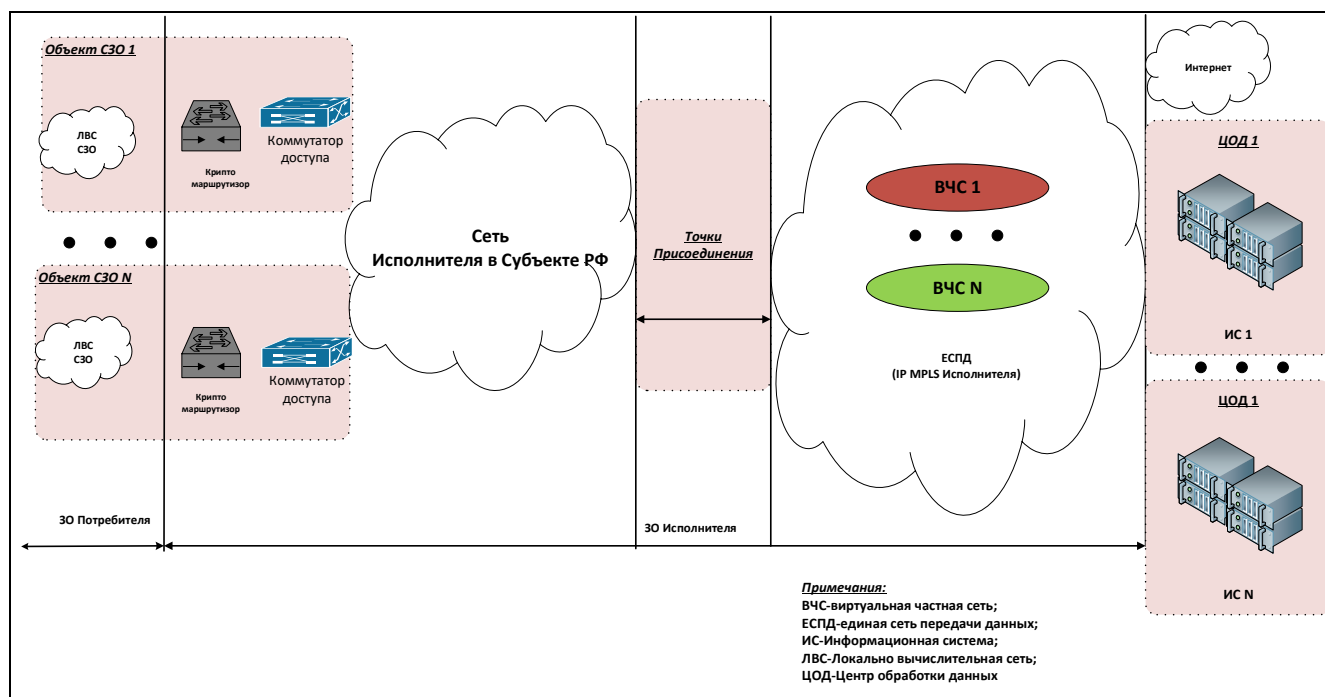 Объект СЗО 1
ЛВС
СЗО
Крипто
маршрутизор
Коммутатор
доступа
Объект СЗО N
ЛВС
СЗО
Крипто
маршрутизор
Коммутатор
доступа
Сеть
Исполнителя в Субъекте РФ
Точки
Присоединения
ВЧС 1
ВЧС N
ЕСПД
(IP MPLS Исполнителя)
Интернет
ЦОД 1
ИС 1
ЦОД 1
ИС N
ЗО Потребителя
ЗО Исполнителя
Примечания:
ВЧС-виртуальная частная сеть;
ЕСПД-единая сеть передачи данных;
ИС-Информационная система;
ЛВС-Локально вычислительная сеть;
ЦОД-Центр обработки данных